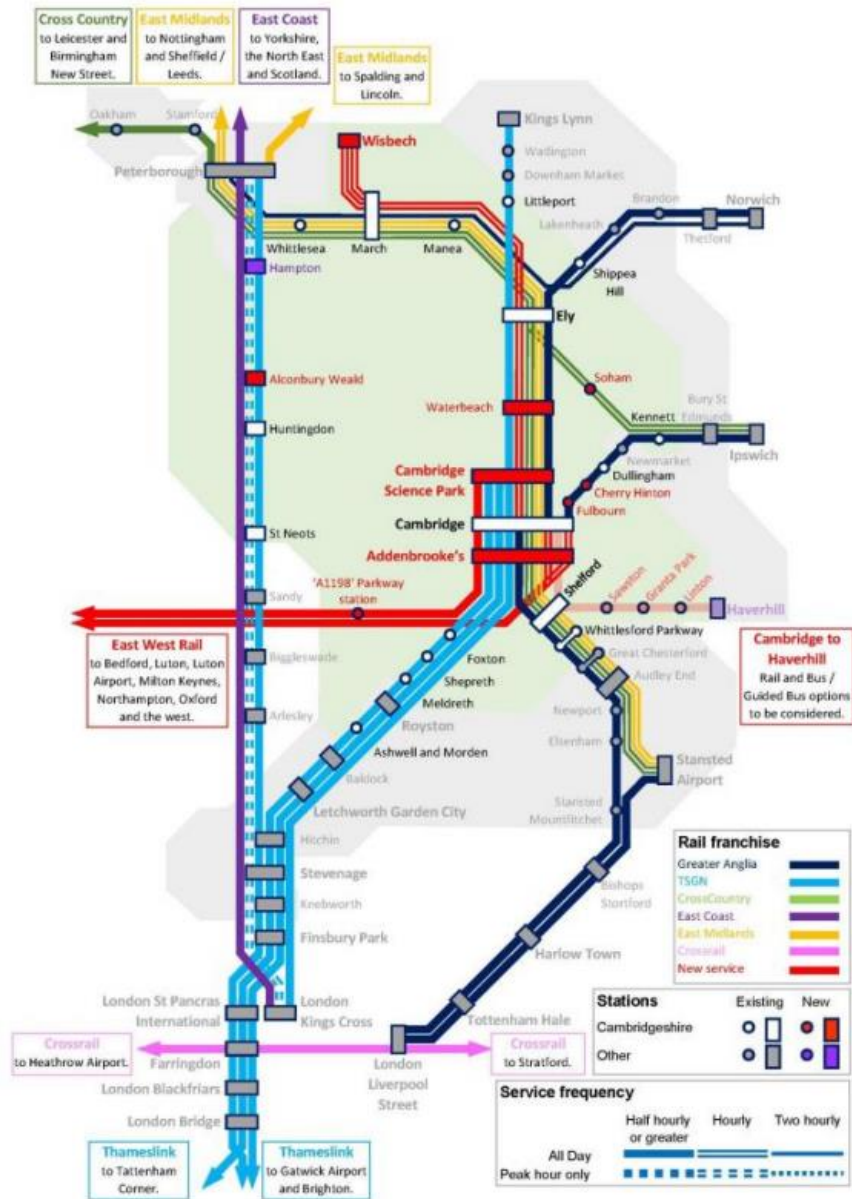 Cross Country
to Leicester and
Birmingham
New Street.
East Midlands
to Nottingham
and Sheffield /
Leeds.
East Coast
to Yorkshire,
the North East
and Scotland.
East Midlands
to Spalding and
Lincoln.
Oakham
Stamford
Peterborough
Wisbech
Kings Lynn
Wadington
Downham Market
Littleport
Brandon
Norwich
Lakenheath
Thetford
Whittlesea
March
Manea
Shippea
Hill
Hampton
Ely
Alconbury Weald
Soham
Waterbeach
Kennett
Bury St
Edmunds
Huntingdon
Ipswich
Newmarket
Dullingham
Cambridge
Science Park
Cherry Hinton
Fulbourn
Cambridge
St Neots
Addenbrooke's
Shelford
Sandy
'A1198' Parkway
station
Sawston
Granta Park
Linton
Haverhill
East West Rail
to Bedford, Luton, Luton
Airport, Milton Keynes,
Northampton, Oxford
and the west.
Biggleswade
Arlesley
Whittlesford Parkway
Great Chesterford
Audley End
Cambridge to
Haverhill
Rail and Bus /
Guided Bus options
to be considered.
Foxton
Shepreth
Meldreth
Royston
Newport
Elsenham
Ashwell and Morden
Stansted
Airport
Baldock
Letchworth Garden City
Stansted
Mountfitchet
Hitchin
Stevenage
Knebworth
Finsbury Park
Bishops
Stortford
Harlow Town
Rail franchise
Greater Anglia
TSGN
CrossCountry
East Coast
East Midlands
Crossrail
New service
London St Pancras
International
London
Kings Cross
Tottenham Hale
Stations
Existing
New
Cambridgeshire
Other
Crossrail
to Heathrow Airport.
Farringdon
London
Liverpool
Street
Crossrail
to Stratford.
London Blackfriars
London Bridge
Service frequency
Half hourly
or greater
Hourly
Two hourly
All Day
Peak hour only
Thameslink
to Tattenham
Corner.
Thameslink
to Gatwick Airport
and Brighton.